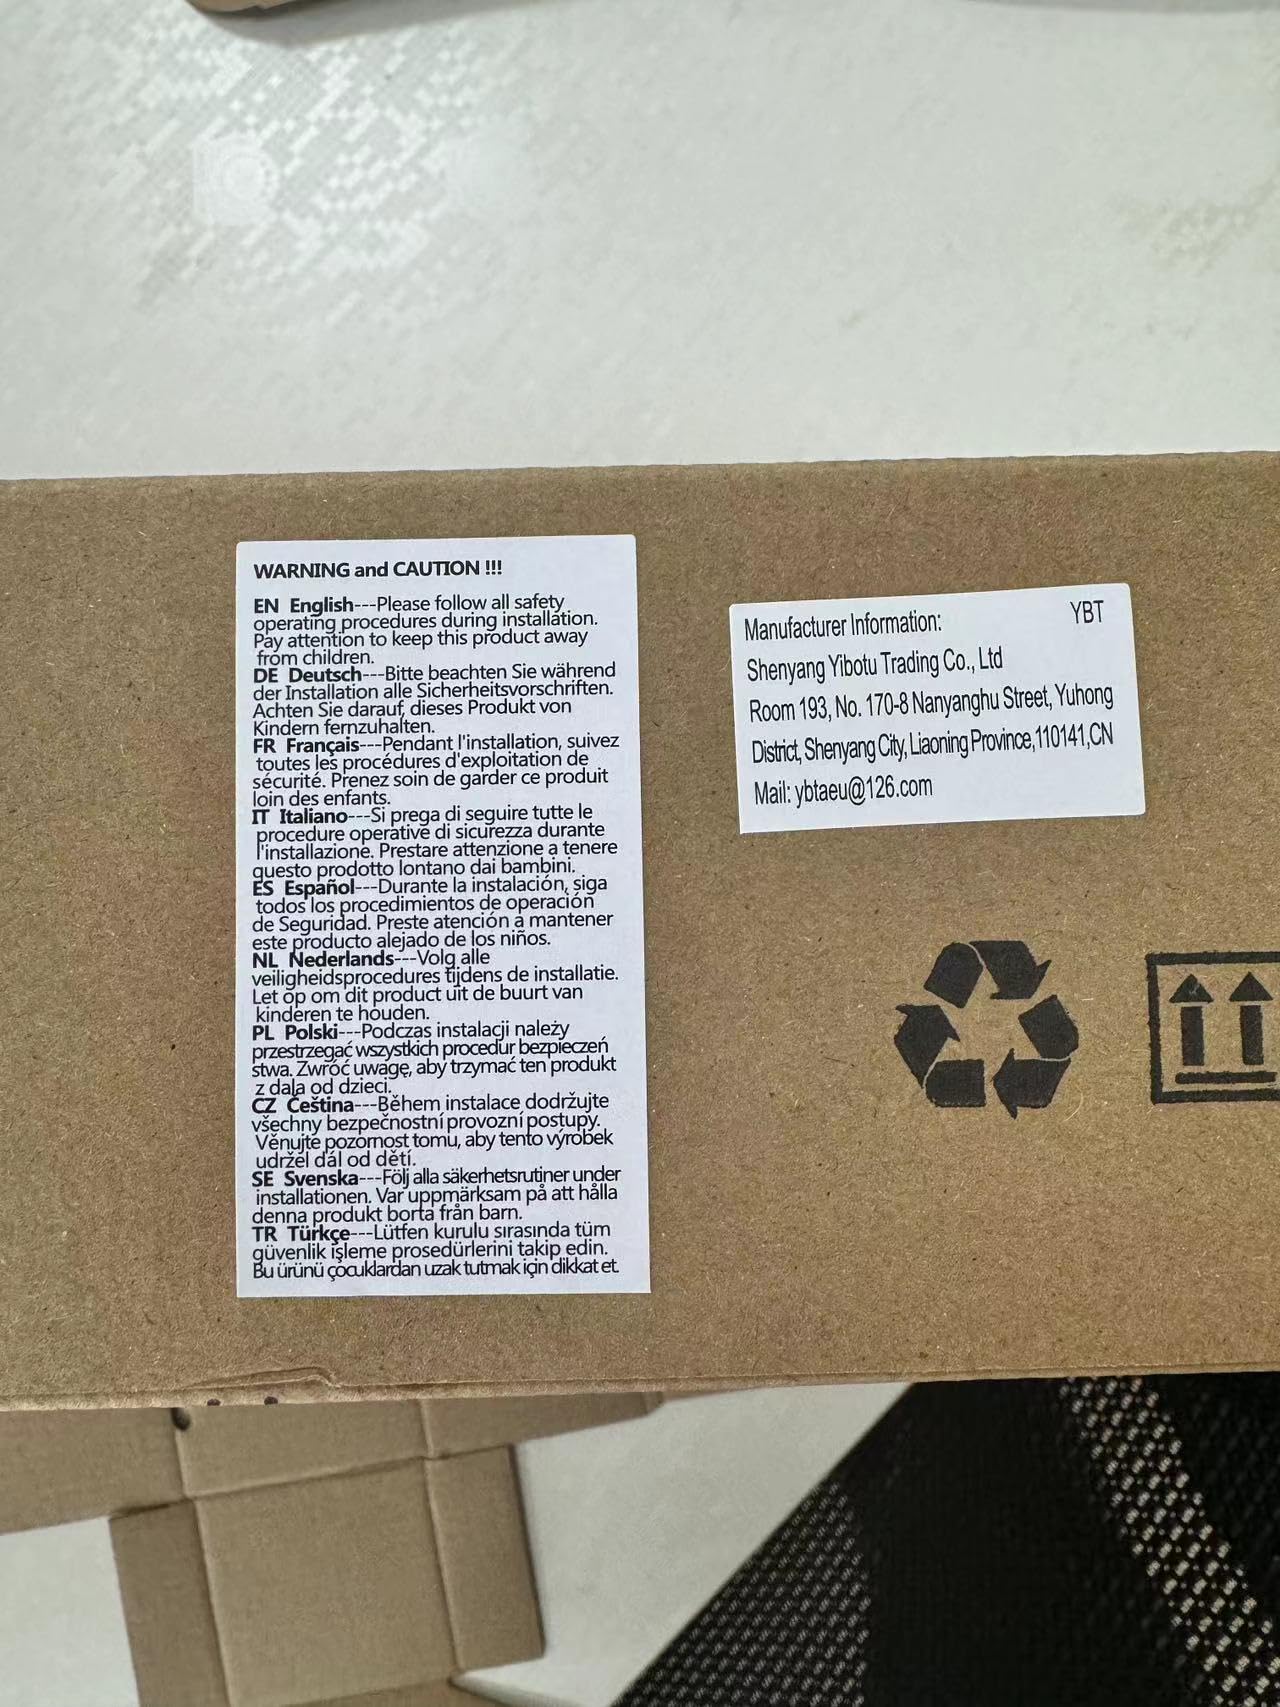 WARNING and CAUTION !!!
EN English---Please follow all safety
operating procedures during installation.
Pay attention to keep this product away
from children.
DE Deutsch---Bitte beachten Sie während
der Installation alle Sicherheitsvorschriften.
Achten Sie darauf, dieses Produkt von
Kindern fernzuhalten.
FR Français---Pendant l'installation, suivez
toutes les procédures d'exploitation de
sécurité. Prenez soin de garder ce produit
loin des enfants.
IT Italiano---Si prega di seguire tutte le
procedure operative di sicurezza durante
l'installazione. Prestare attenzione a tenere
questo prodotto lontano dai bambini.
ES Español---Durante la instalación, siga
todos los procedimientos de operación
de Seguridad. Preste atención a mantener
este producto alejado de los niños.
NL Nederlands---Volg alle
veiligheidsprocedures tijdens de installatie.
Let op om dit product uit de buurt van
kinderen te houden.
PL Polski---Podczas instalacji należy
przestrzegać wszystkich procedur bezpieczeń
stwa. Zwróć uwagę, aby trzymać ten produkt
z dala od dzieci.
CZ Čeština---Během instalace dodržujte
všechny bezpečnostní provozní postupy.
Věnujte pozornost tomu, aby tento výrobek
udržel dál od dětí.
SE Svenska---Följ alla säkerhetsrutiner under
installationen. Var uppmärksam på att hålla
denna produkt borta från barn.
TR Türkçe---Lütfen kurulu sırasında tüm
güvenlik işleme prosedürlerini takip edin.
Bu ürünü çocuklardan uzak tutmak için dikkat et.
Manufacturer Information: YBT
Shenyang Yibotu Trading Co., Ltd
Room 193, No. 170-8 Nanyanghu Street, Yuhong
District, Shenyang City, Liaoning Province,110141,CN
Mail: ybtaeu@126.com